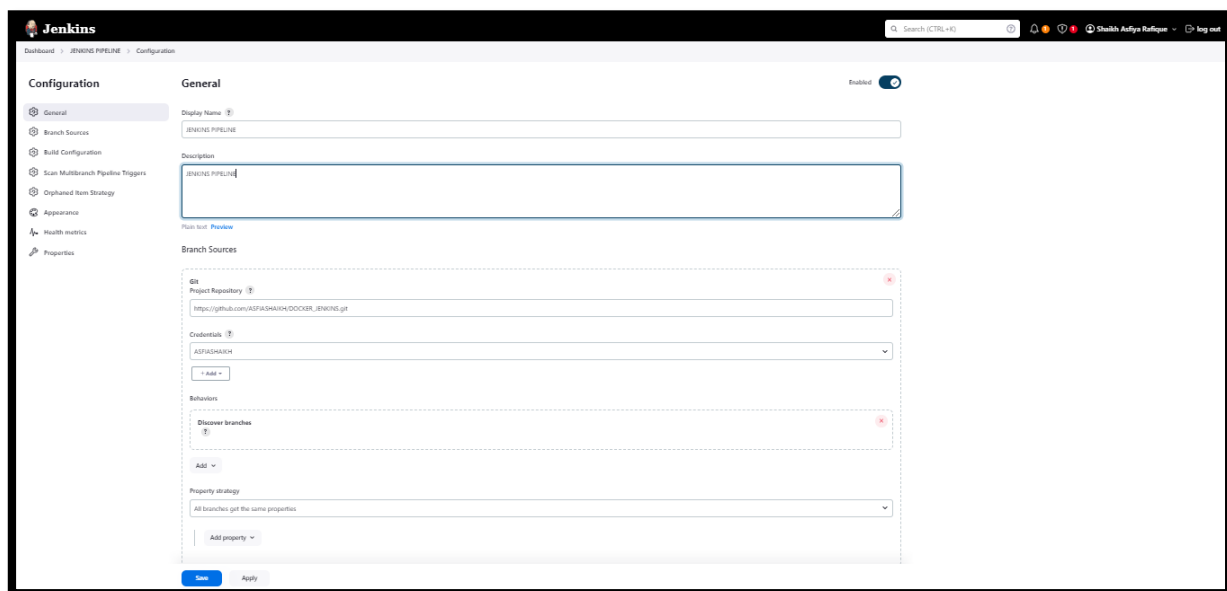 Jenkins
Search (CTRL+K)
1
1
Shaikh Asfiya Rafique
log out
Dashboard > JENKINS PIPELINE > Configuration
Configuration
General
Branch Sources
Build Configuration
Scan Multibranch Pipeline Triggers
Orphaned Item Strategy
Appearance
Health metrics
Properties
General
Enabled
Display Name ?
JENKINS PIPELINE
Description
JENKINS PIPELINE
Plain text Preview
Branch Sources
Git
Project Repository ?
https://github.com/ASFIASHAIKH/DOCKER_JENKINS.git
Credentials ?
ASFIASHAIKH
+ Add
Behaviors
Discover branches
?
Add
Property strategy
All branches get the same properties
Add property
Save
Apply